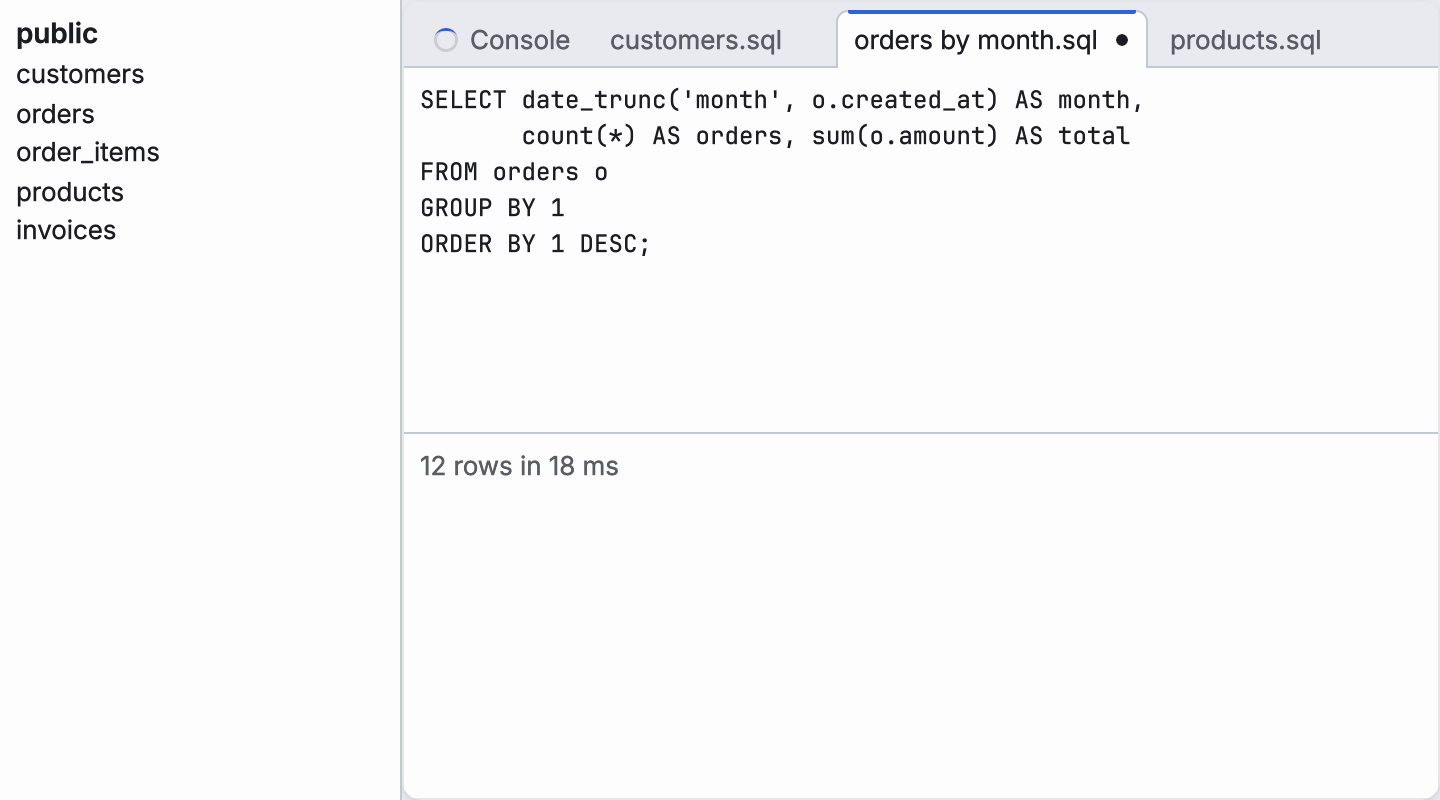 public
customers
orders
order_items
products
invoices
Console customers.sql orders by month.sql ● products.sql
SELECT date_trunc('month', o.created_at) AS month,
       count(*) AS orders, sum(o.amount) AS total
FROM orders o
GROUP BY 1
ORDER BY 1 DESC;
12 rows in 18 ms